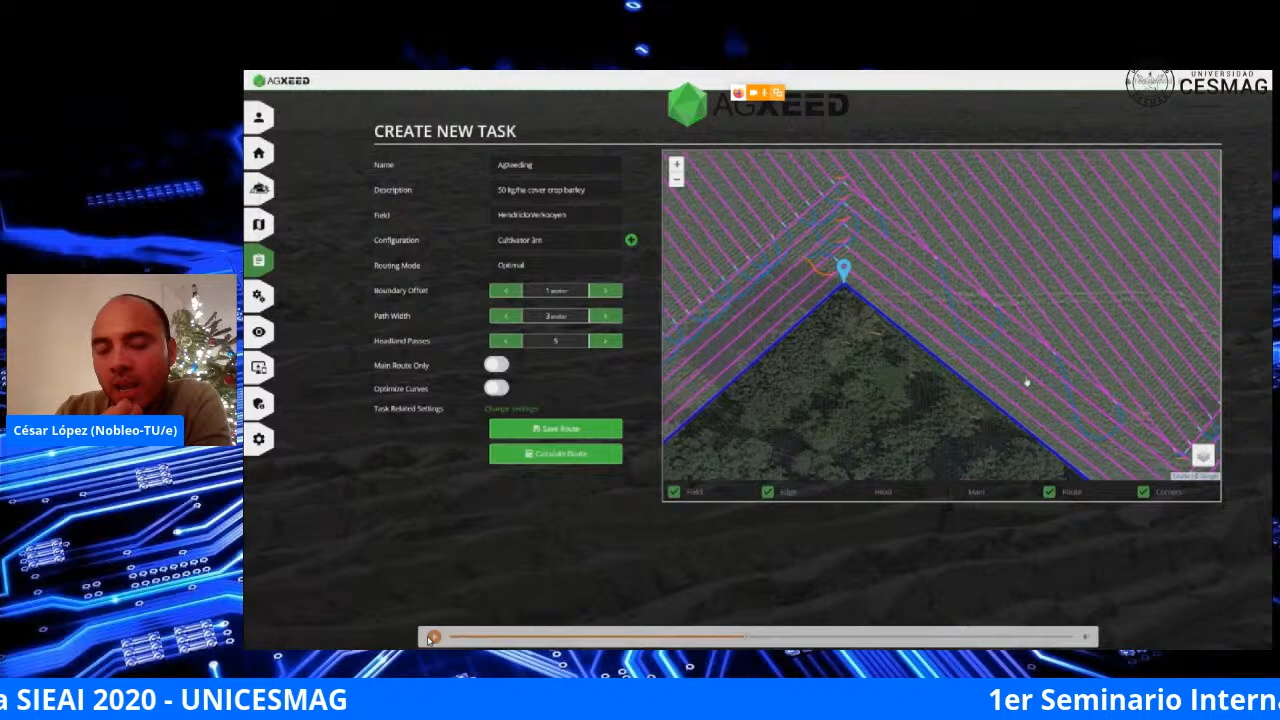 AGXEED
UNIVERSIDAD
CESMAG
AGXEED
CREATE NEW TASK
Name AgXeeding
Description 50 kg/ha cover crop barley
Field
Configuration Cultivator 3m
Routing Mode Optimal
Boundary Offset < 1 meter >
Path Width < 3 meter >
Headland Passes < 5 >
Main Route Only
Optimize Curves
Task Related Settings Change settings
Save Route
Calculate Route
+
−
Field Edge Head Main Route Corners
César López (Nobleo-TU/e)
a SIEAI 2020 - UNICESMAG
1er Seminario Interna